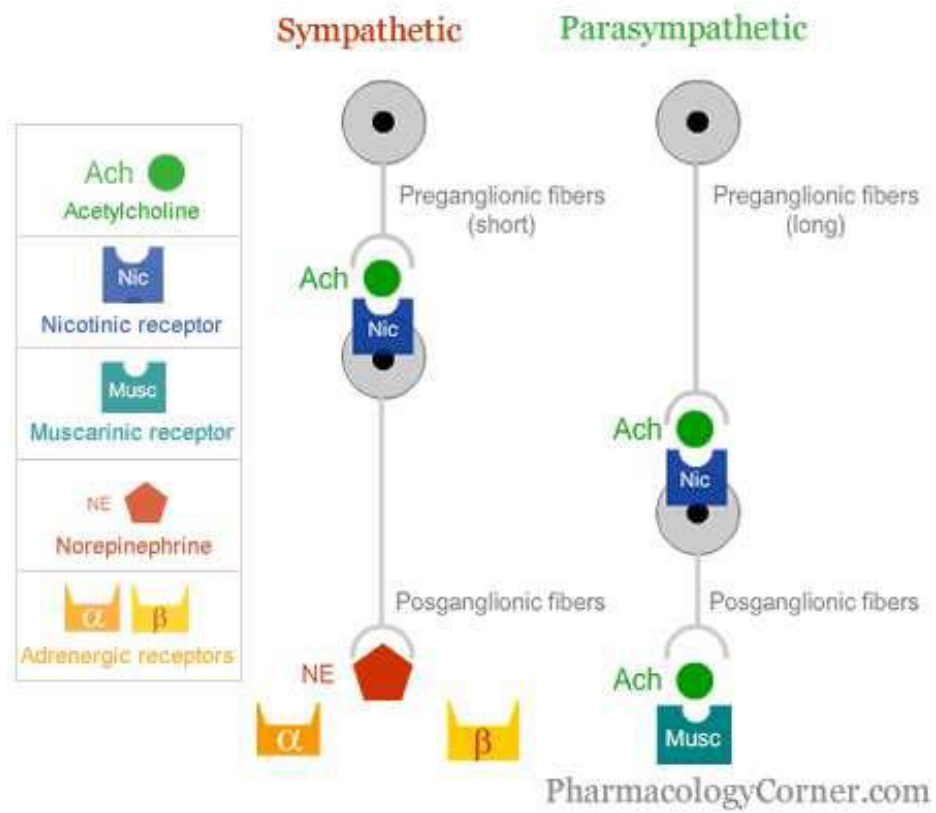 Sympathetic
Parasympathetic
Ach
Acetylcholine
Nic
Nicotinic receptor
Musc
Muscarinic receptor
NE
Norepinephrine
α β
Adrenergic receptors
Preganglionic fibers
(short)
Ach
Nic
Posganglionic fibers
NE
α
β
Preganglionic fibers
(long)
Ach
Nic
Posganglionic fibers
Ach
Musc
PharmacologyCorner.com